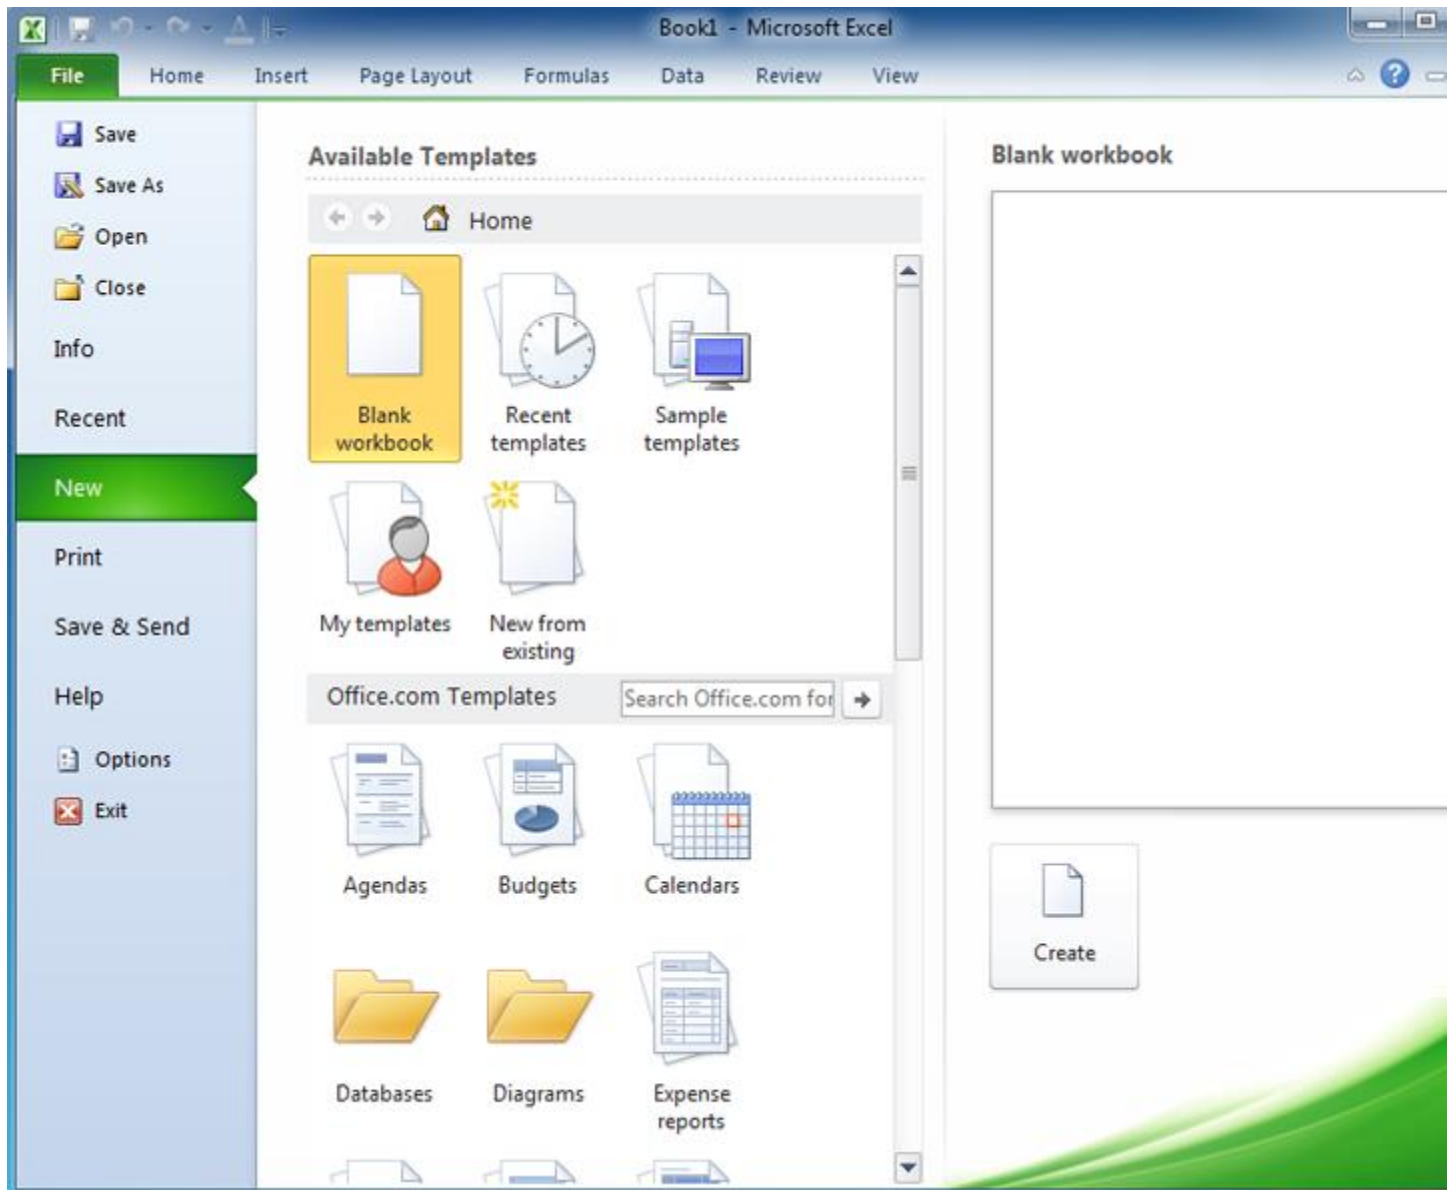 Book1 - Microsoft Excel
File Home Insert Page Layout Formulas Data Review View
Save
Save As
Open
Close
Info
Recent
New
Print
Save & Send
Help
Options
Exit
Available Templates
Home
Blank
workbook
Recent
templates
Sample
templates
My templates
New from
existing
Office.com Templates
Search Office.com for
Agendas
Budgets
Calendars
Databases
Diagrams
Expense
reports
Blank workbook
Create